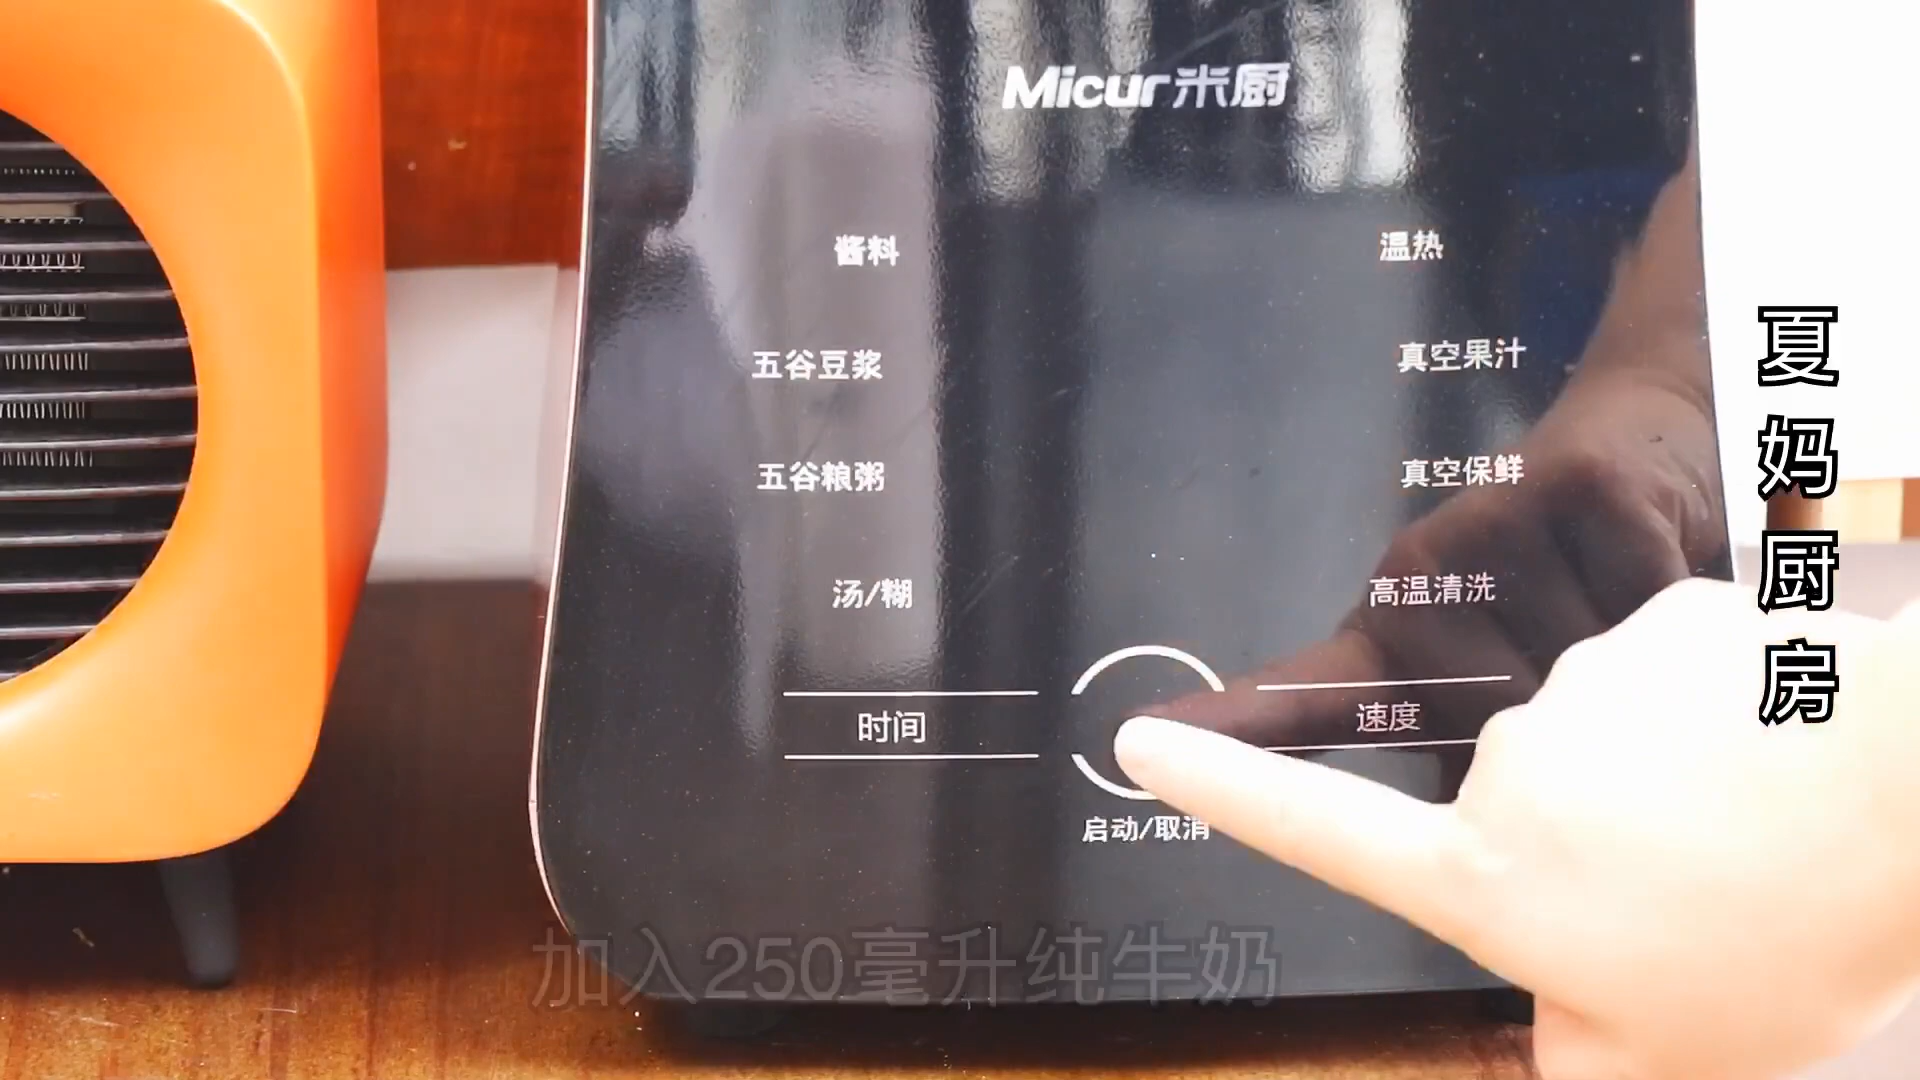 Micur米厨
酱料
温热
五谷豆浆
真空果汁
五谷粮粥
真空保鲜
汤/糊
高温清洗
时间
速度
启动/取消
夏妈厨房
加入250毫升纯牛奶